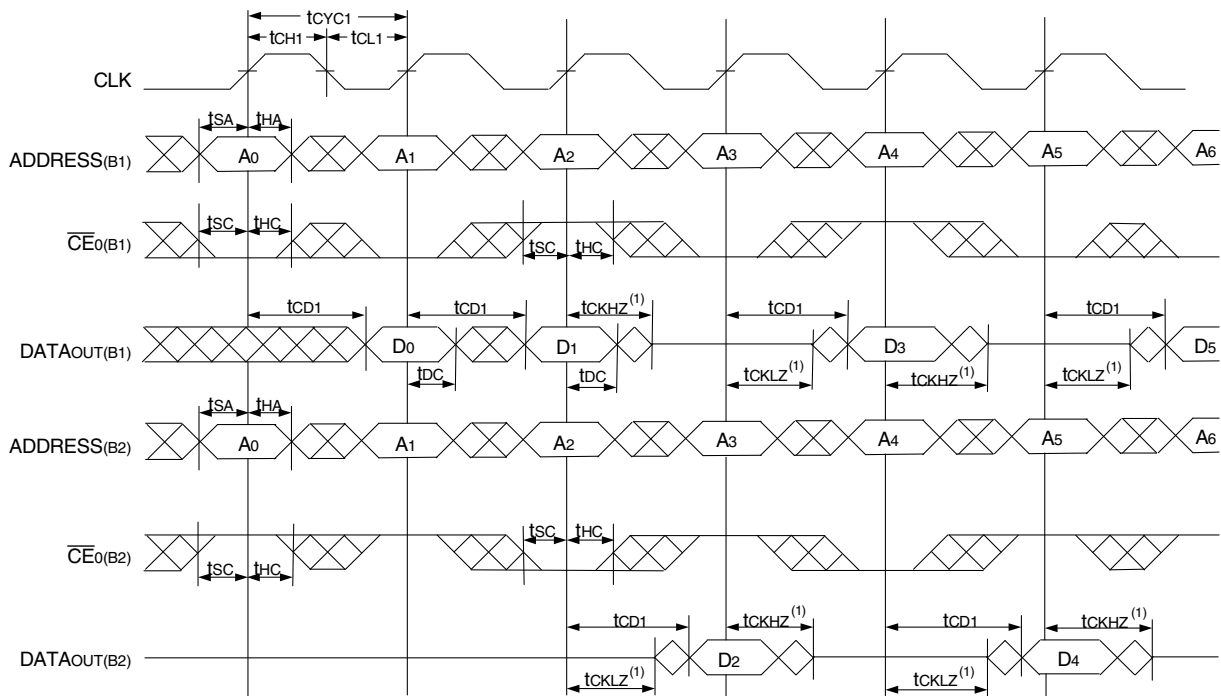 tCYC1
tCH1 tCL1
CLK
tSA tHA
ADDRESS(B1) A0 A1 A2 A3 A4 A5 A6
tSC tHC
CE0(B1) tSC tHC
tCD1 tCD1 tCKHZ(1) tCD1 tCD1
DATAOUT(B1) D0 D1 D3 D5
tDC tDC tCKLZ(1) tCKHZ(1) tCKLZ(1)
tSA tHA
ADDRESS(B2) A0 A1 A2 A3 A4 A5 A6
tSC tHC
CE0(B2)
tSC tHC
tCD1 tCKHZ(1) tCD1 tCKHZ(1)
DATAOUT(B2) D2 D4
tCKLZ(1) tCKLZ(1)